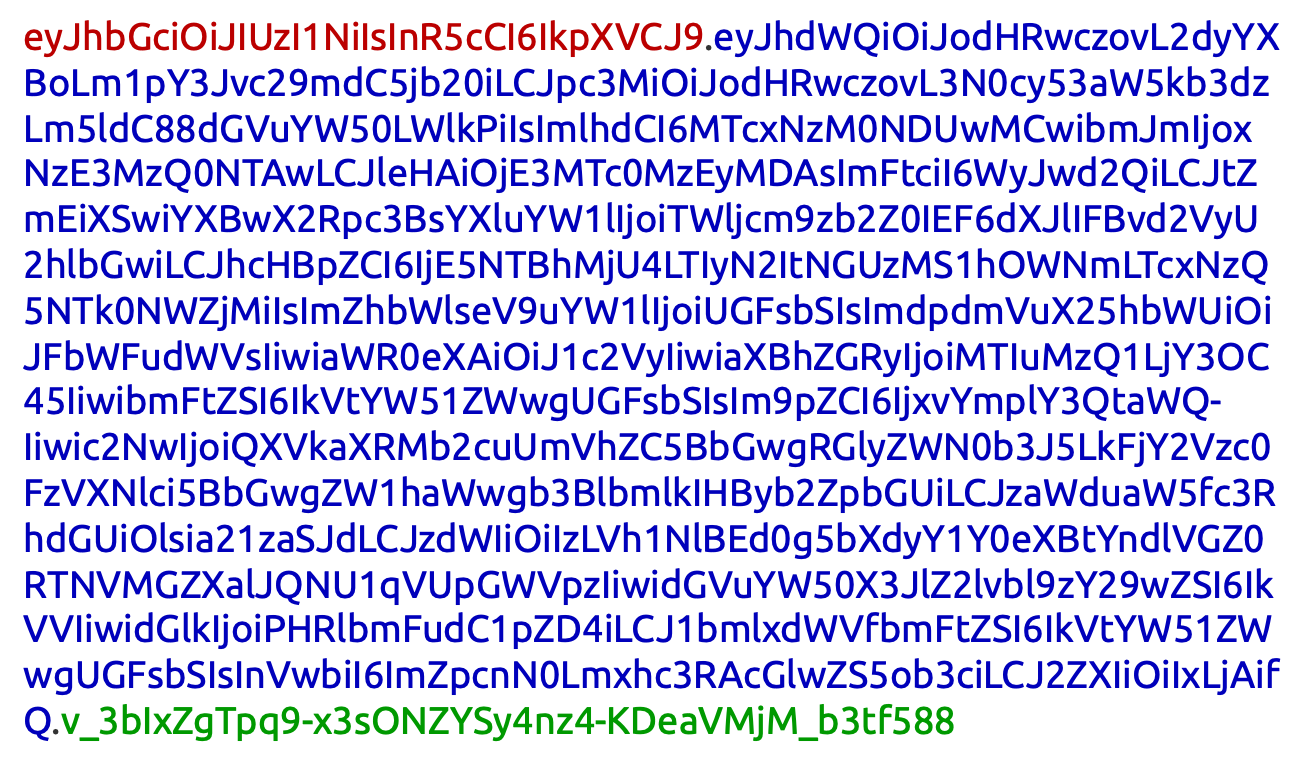 eyJhbGciOiJIUzI1NiIsInR5cCI6IkpXVCJ9.eyJhdWQiOiJodHRwczovL2dyYX
BoLm1pY3Jvc29mdC5jb20iLCJpc3MiOiJodHRwczovL3N0cy53aW5kb3dz
Lm5ldC88dGVuYW50LWlkPiIsImlhdCI6MTcxNzM0NDUwMCwibmJmIjox
NzE3MzQ0NTAwLCJleHAiOjE3MTc0MzEyMDAsImFtciI6WyJwd2QiLCJtZ
mEiXSwiYXBwX2Rpc3BsYXluYW1lIjoiTWljcm9zb2Z0IEF6dXJlIFBvd2VyU
2hlbGwiLCJhcHBpZCI6IjE5NTBhMjU4LTIyN2ItNGUzMS1hOWNmLTcxNzQ
5NTk0NWZjMiIsImZhbWlseV9uYW1lIjoiUGFsbSIsImdpdmVuX25hbWUiOi
JFbWFudWVsIiwiaWR0eXAiOiJ1c2VyIiwiaXBhZGRyIjoiMTIuMzQ1LjY3OC
45IiwibmFtZSI6IkVtYW51ZWwgUGFsbSIsIm9pZCI6IjxvYmplY3QtaWQ-
Iiwic2NwIjoiQXVkaXRMb2cuUmVhZC5BbGwgRGlyZWN0b3J5LkFjY2Vzc0
FzVXNlci5BbGwgZW1haWwgb3BlbmlkIHByb2ZpbGUiLCJzaWduaW5fc3R
hdGUiOlsia21zaSJdLCJzdWIiOiIzLVh1NlBEd0g5bXdyY1Y0eXBtYndlVGZ0
RTNVMGZXalJQNU1qVUpGWVpzIiwidGVuYW50X3JlZ2lvbl9zY29wZSI6Ik
VVIiwidGlkIjoiPHRlbmFudC1pZD4iLCJ1bmlxdWVfbmFtZSI6IkVtYW51ZW
wgUGFsbSIsInVwbiI6ImZpcnN0Lmxhc3RAcGlwZS5ob3ciLCJ2ZXIiOiIxLjAif
Q.v_3bIxZgTpq9-x3sONZYSy4nz4-KDeaVMjM_b3tf588